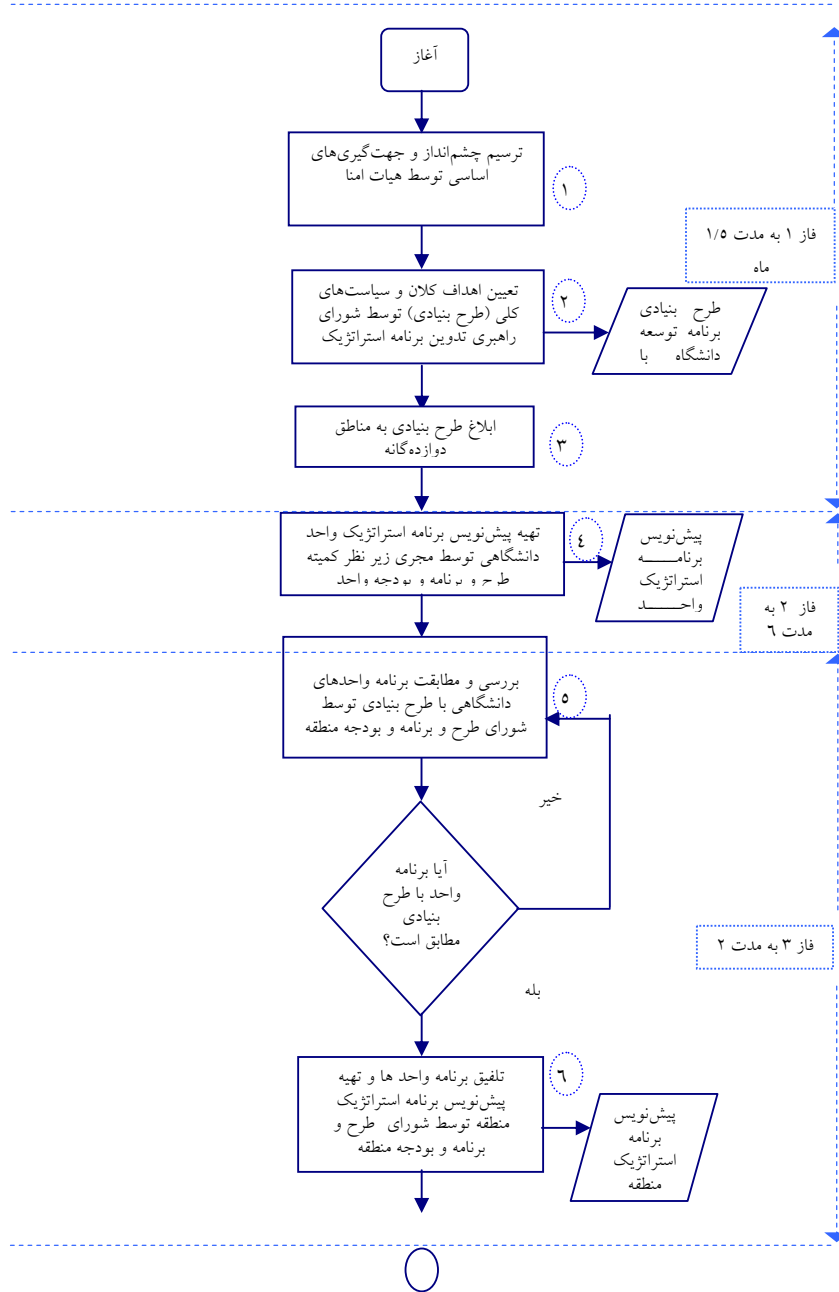 آغاز
ترسیم چشم‌انداز و جهت‌گیری‌های
اساسی توسط هیات امنا
۱
فاز ۱ به مدت ۱/۵
ماه
تعیین اهداف کلان و سیاست‌های
کلی (طرح بنیادی) توسط شورای
راهبری تدوین برنامه استراتژیک
۲
طرح بنیادی
برنامه توسعه
دانشگاه با
ابلاغ طرح بنیادی به مناطق
دوازده‌گانه
۳
تهیه پیش‌نویس برنامه استراتژیک واحد
دانشگاهی توسط مجری زیر نظر کمیته
طرح و برنامه و بودجه واحد
٤
پیش‌نویس
برنامـــــه
استراتژیک
واحـــــد
فاز ۲ به
مدت ٦
بررسی و مطابقت برنامه واحدهای
دانشگاهی با طرح بنیادی توسط
شورای طرح و برنامه و بودجه منطقه
٥
خیر
آیا برنامه
واحد با طرح
بنیادی
مطابق است؟
فاز ۳ به مدت ۲
بله
تلفیق برنامه واحد ها و تهیه
پیش‌نویس برنامه استراتژیک
منطقه توسط شورای طرح و
برنامه و بودجه منطقه
٦
پیش‌نویس
برنامه
استراتژیک
منطقه